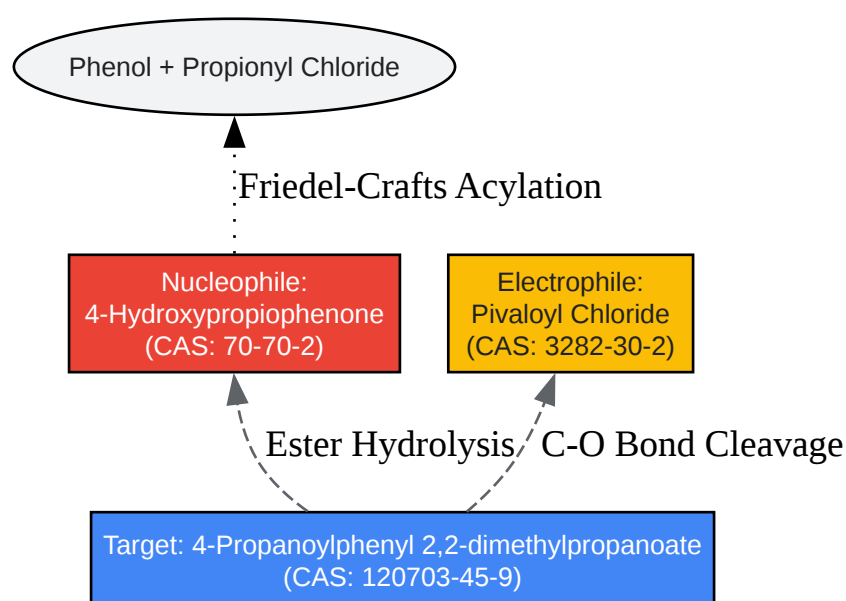 Phenol + Propionyl Chloride
Friedel-Crafts Acylation
Nucleophile:
4-Hydroxypropiophenone
(CAS: 70-70-2)
Electrophile:
Pivaloyl Chloride
(CAS: 3282-30-2)
Ester Hydrolysis
C-O Bond Cleavage
Target: 4-Propanoylphenyl 2,2-dimethylpropanoate
(CAS: 120703-45-9)